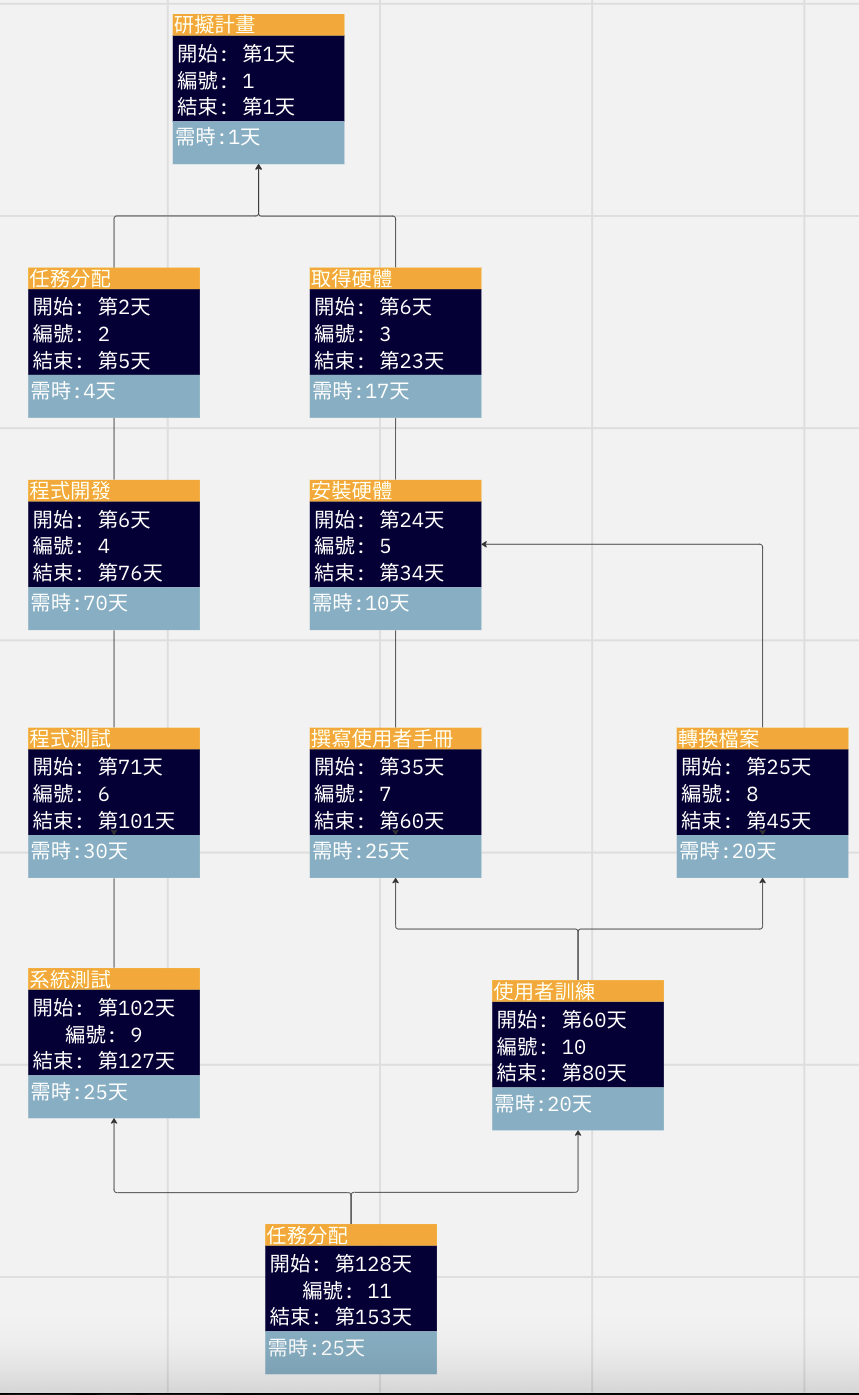 研擬計畫
開始: 第1天
編號: 1
結束: 第1天
需時:1天
任務分配
開始: 第2天
編號: 2
結束: 第5天
需時:4天
取得硬體
開始: 第6天
編號: 3
結束: 第23天
需時:17天
程式開發
開始: 第6天
編號: 4
結束: 第76天
需時:70天
安裝硬體
開始: 第24天
編號: 5
結束: 第34天
需時:10天
程式測試
開始: 第71天
編號: 6
結束: 第101天
需時:30天
撰寫使用者手冊
開始: 第35天
編號: 7
結束: 第60天
需時:25天
轉換檔案
開始: 第25天
編號: 8
結束: 第45天
需時:20天
系統測試
開始: 第102天
編號: 9
結束: 第127天
需時:25天
使用者訓練
開始: 第60天
編號: 10
結束: 第80天
需時:20天
任務分配
開始: 第128天
編號: 11
結束: 第153天
需時:25天